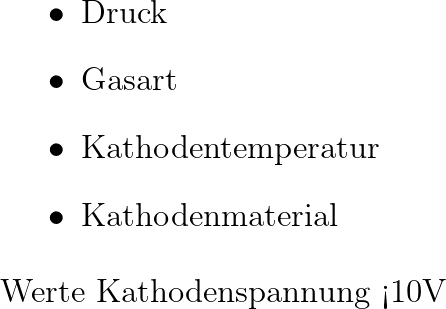 • Druck
• Gasart
• Kathodentemperatur
• Kathodenmaterial
Werte Kathodenspannung <10V